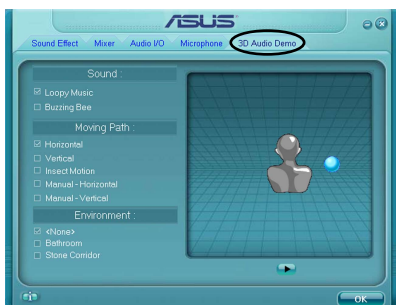 ASUS
Sound Effect Mixer Audio I/O Microphone 3D Audio Demo
Sound :
Loopy Music
Buzzing Bee
Moving Path :
Horizontal
Vertical
Insect Motion
Manual - Horizontal
Manual - Vertical
Environment :
<None>
Bathroom
Stone Corridor
OK